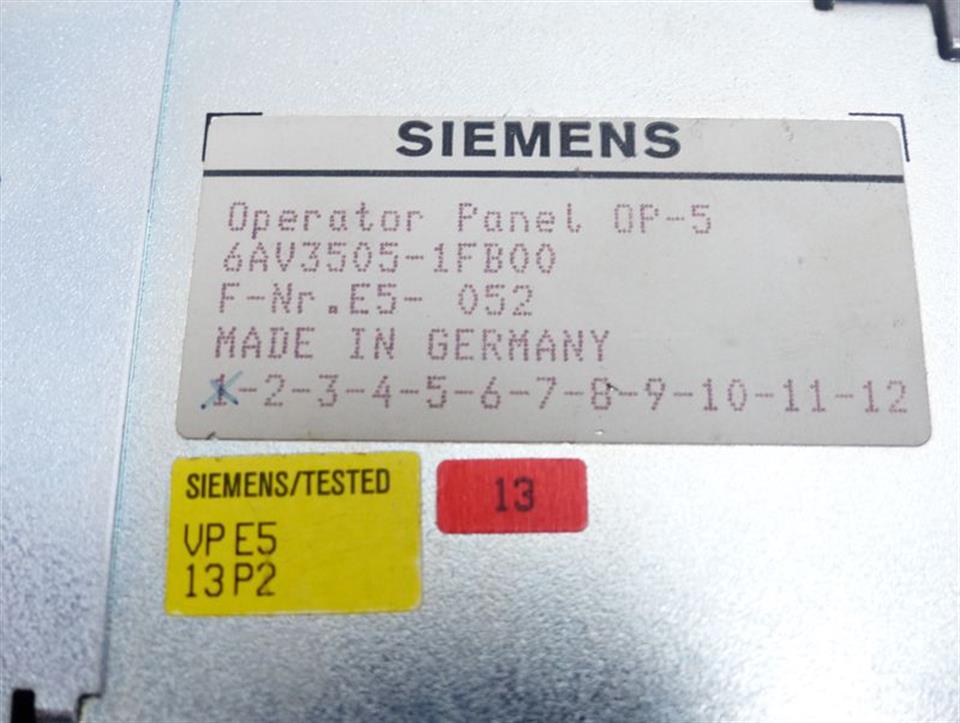 SIEMENS
Operator Panel OP-5
6AV3505-1FB00
F-Nr.E5- 052
MADE IN GERMANY
1-2-3-4-5-6-7-8-9-10-11-12
SIEMENS/TESTED
VP E5
13P2
13